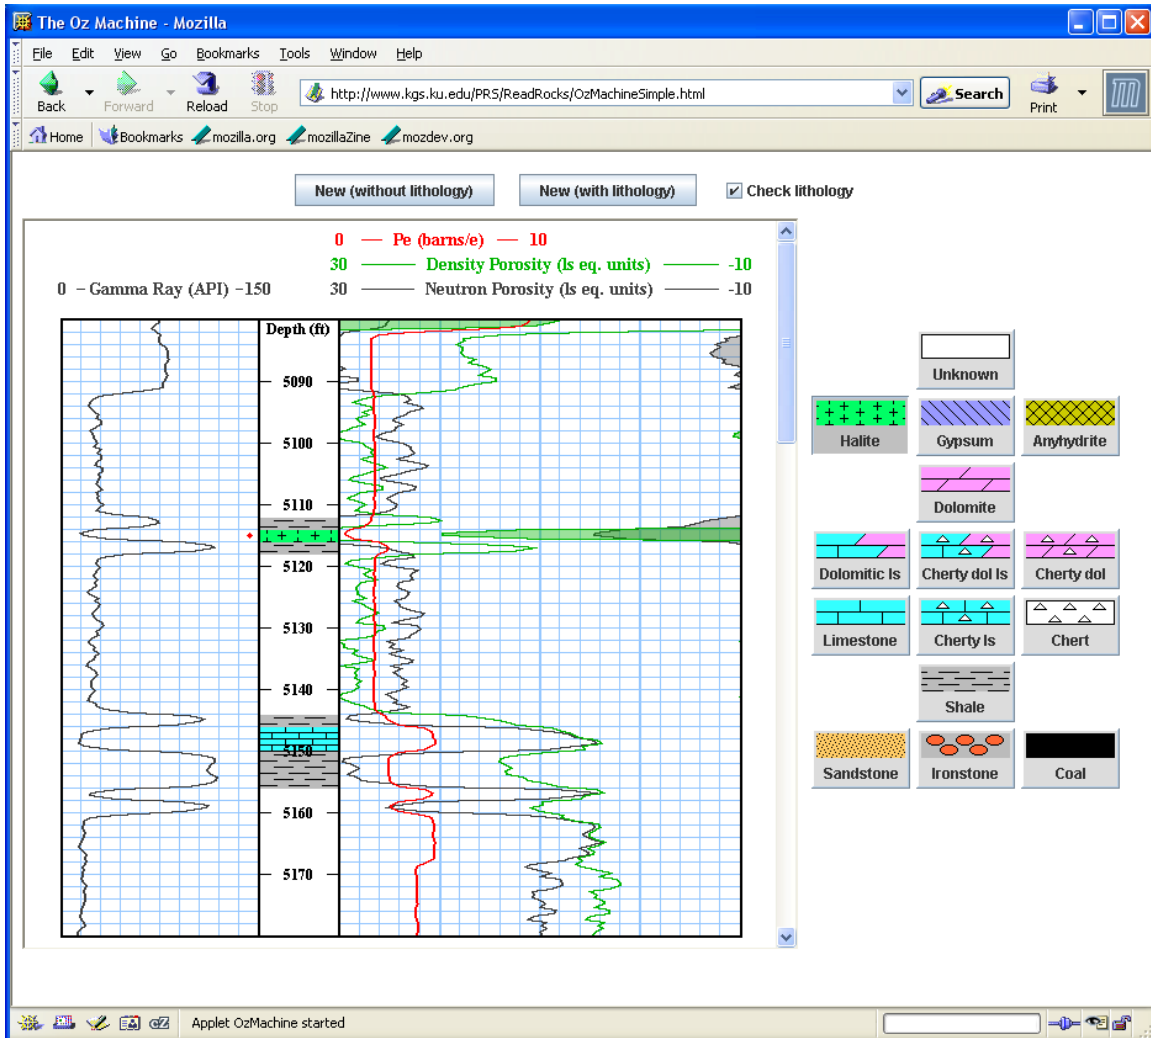 The Oz Machine - Mozilla
File Edit View Go Bookmarks Tools Window Help
Back Forward Reload Stop http://www.kgs.ku.edu/PRS/ReadRocks/OzMachineSimple.html Search Print
Home Bookmarks mozilla.org mozillaZine mozdev.org
New (without lithology) New (with lithology) Check lithology
0 — Pe (barns/e) — 10
30 —— Density Porosity (ls eq. units) —— -10
0 - Gamma Ray (API) -150 30 —— Neutron Porosity (ls eq. units) —— -10
Depth (ft)
5090
5100
5110
5120
5130
5140
5150
5160
5170
Unknown
Halite Gypsum Anyhydrite
Dolomite
Dolomitic ls Cherty dol ls Cherty dol
Limestone Cherty ls Chert
Shale
Sandstone Ironstone Coal
Applet OzMachine started